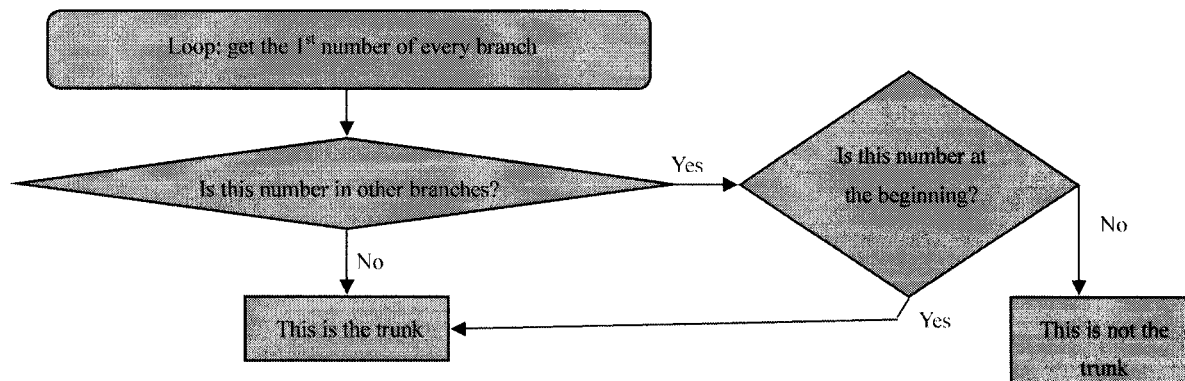 Loop: get the 1st number of every branch
Is this number in other branches?
Yes
Is this number at
the beginning?
No
No
This is the trunk
Yes
This is not the
trunk